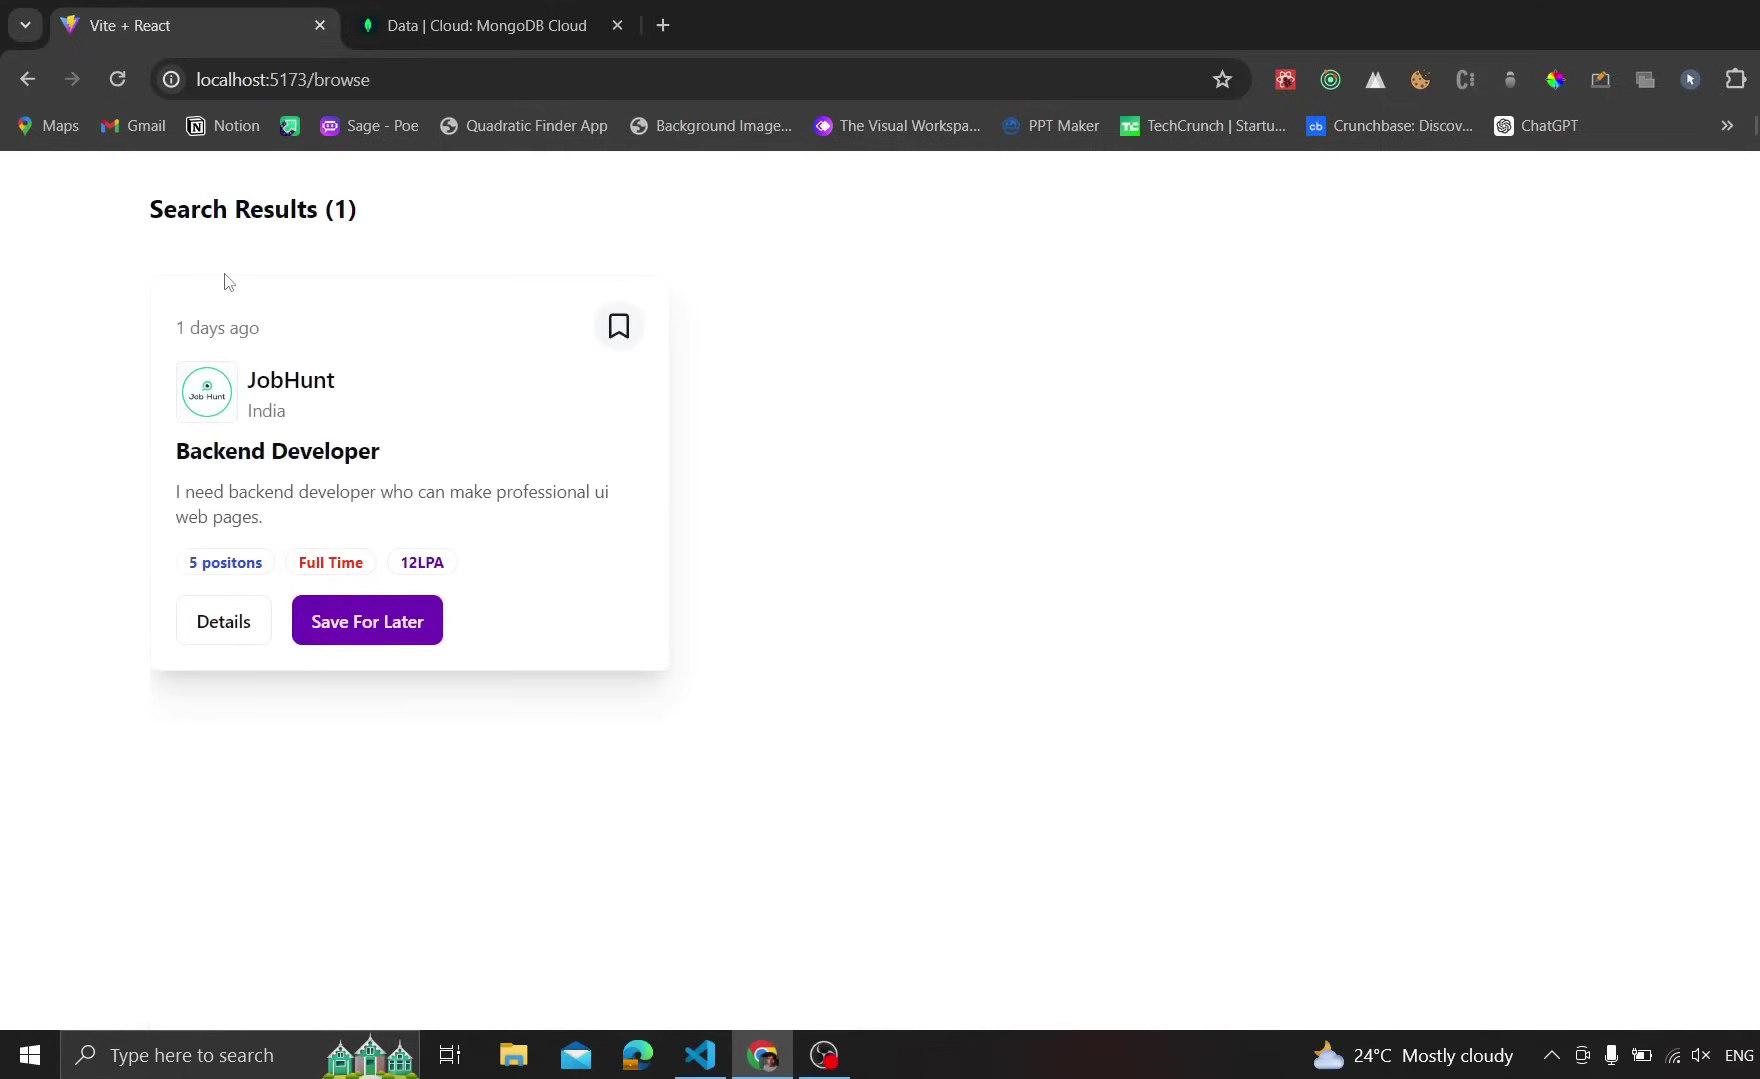 Vite + React
Data | Cloud: MongoDB Cloud
localhost:5173/browse
Maps
Gmail
Notion
Sage - Poe
Quadratic Finder App
Background Image...
The Visual Workspa...
PPT Maker
TechCrunch | Startu...
Crunchbase: Discov...
ChatGPT
Search Results (1)
1 days ago
Job-Hunt
JobHunt
India
Backend Developer
I need backend developer who can make professional ui
web pages.
5 positons
Full Time
12LPA
Details
Save For Later
Type here to search
24°C Mostly cloudy
ENG